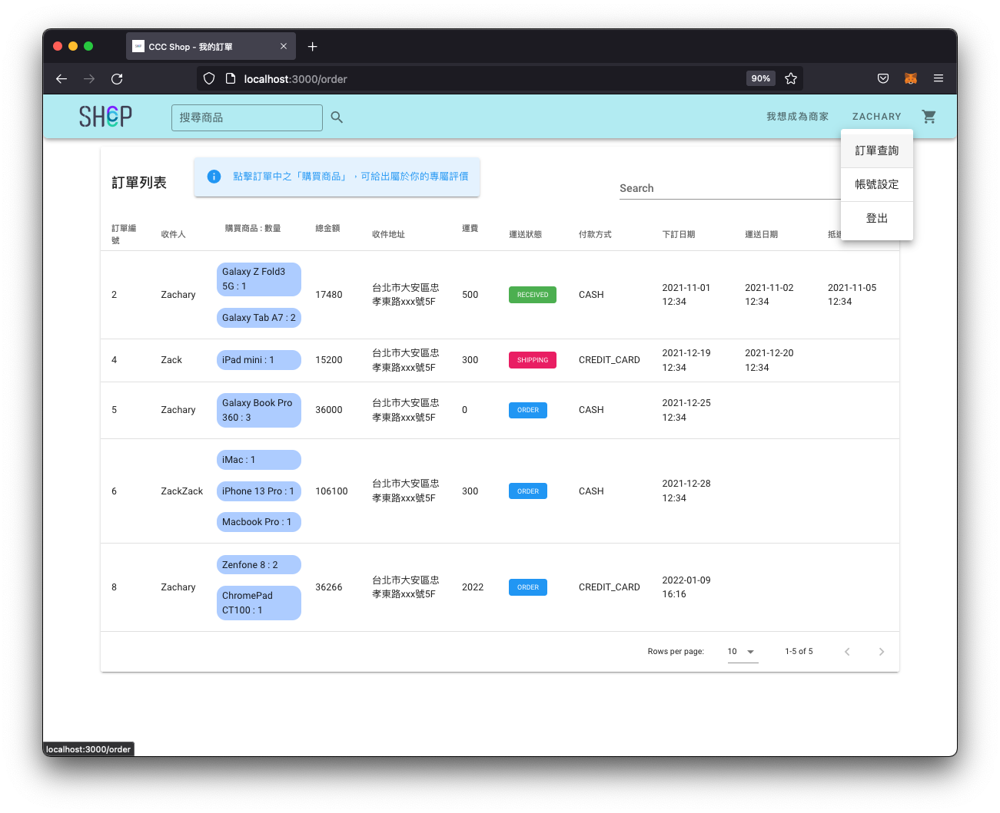 CCC Shop - 我的訂單
localhost:3000/order
90%
SHOP
搜尋商品
我想成為商家
ZACHARY
訂單查詢
帳號設定
登出
訂單列表
點擊訂單中之「購買商品」，可給出屬於你的專屬評價
Search
訂單編
號
收件人
購買商品 : 數量
總金額
收件地址
運費
運送狀態
付款方式
下訂日期
運送日期
2
Zachary
Galaxy Z Fold3
5G : 1
Galaxy Tab A7 : 2
17480
台北市大安區忠
孝東路xxx號5F
500
RECEIVED
CASH
2021-11-01
12:34
2021-11-02
12:34
2021-11-05
12:34
4
Zack
iPad mini : 1
15200
台北市大安區忠
孝東路xxx號5F
300
SHIPPING
CREDIT_CARD
2021-12-19
12:34
2021-12-20
12:34
5
Zachary
Galaxy Book Pro
360 : 3
36000
台北市大安區忠
孝東路xxx號5F
0
ORDER
CASH
2021-12-25
12:34
6
ZackZack
iMac : 1
iPhone 13 Pro : 1
Macbook Pro : 1
106100
台北市大安區忠
孝東路xxx號5F
300
ORDER
CASH
2021-12-28
12:34
8
Zachary
Zenfone 8 : 2
ChromePad
CT100 : 1
36266
台北市大安區忠
孝東路xxx號5F
2022
ORDER
CREDIT_CARD
2022-01-09
16:16
Rows per page:
10
1-5 of 5
localhost:3000/order